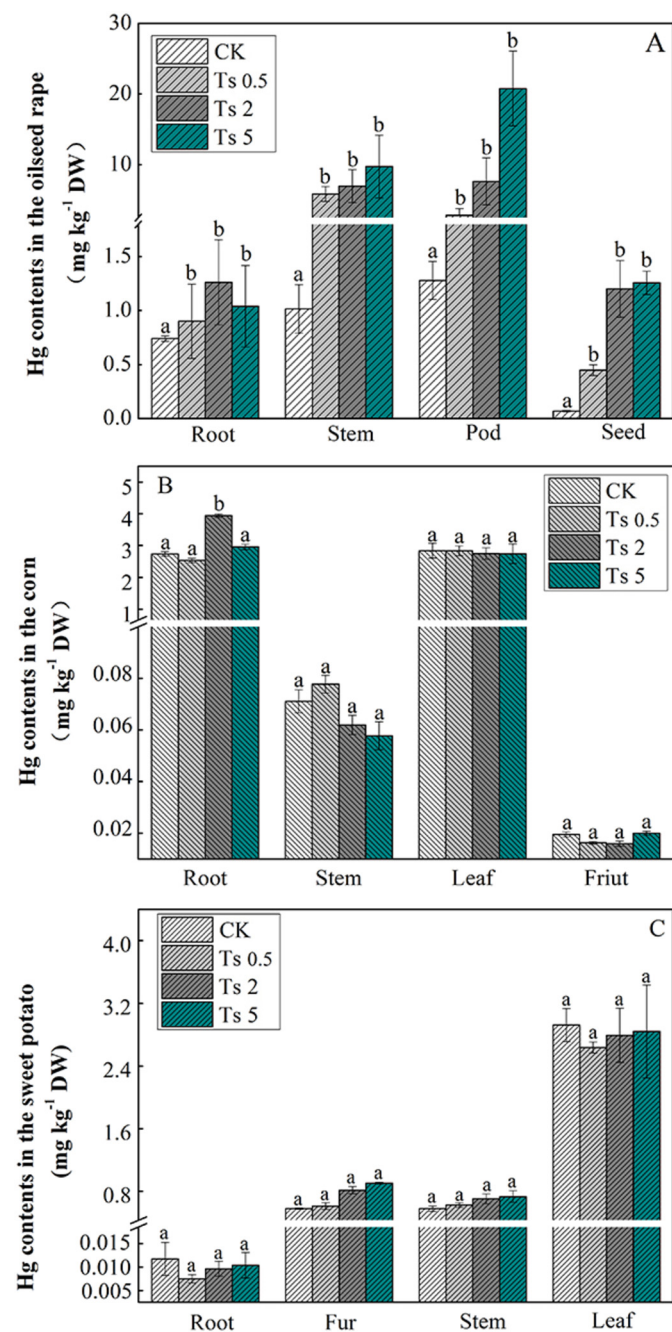 A
CK
Ts 0.5
Ts 2
Ts 5
Hg contents in the oilseed rape
(mg kg⁻¹ DW)
30
20
10
1.5
1.0
0.5
0.0
a b b b
a b b b
a b b b
a b b b
Root Stem Pod Seed
B
CK
Ts 0.5
Ts 2
Ts 5
Hg contents in the corn
(mg kg⁻¹ DW)
5
4
3
2
1
0.08
0.06
0.04
0.02
a a b a
a a a a
a a a a
a a a a
Root Stem Leaf Friut
C
CK
Ts 0.5
Ts 2
Ts 5
Hg contents in the sweet potato
(mg kg⁻¹ DW)
4.0
3.2
2.4
1.6
0.8
0.015
0.010
0.005
a a a a
a a a a
a a a a
a a a a
Root Fur Stem Leaf